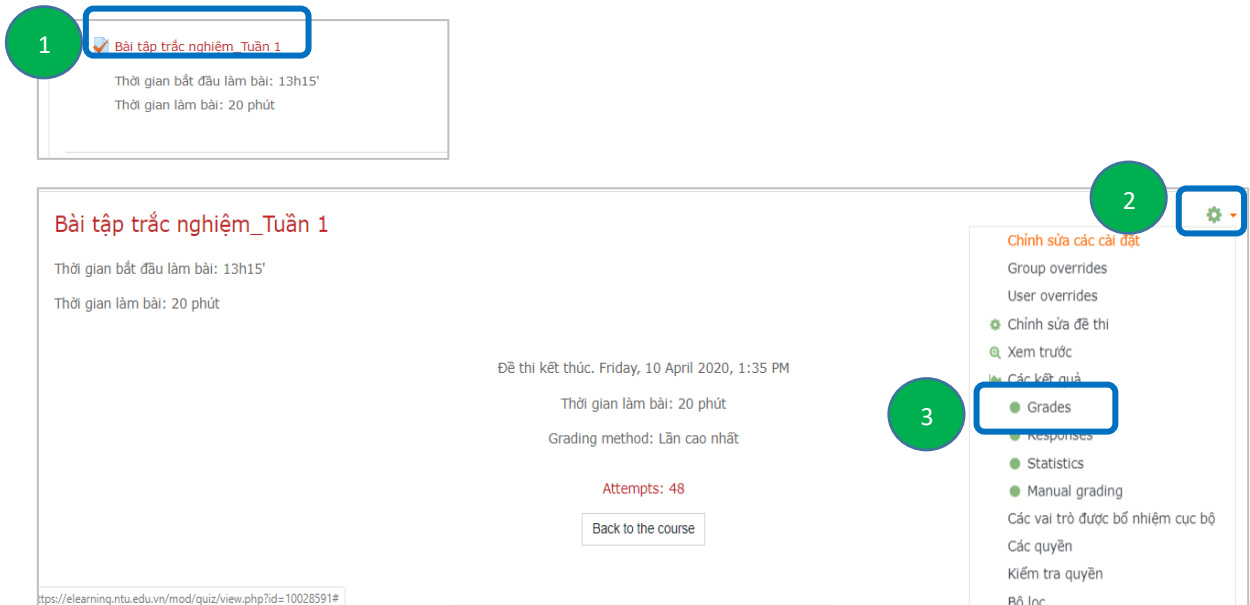 1
Bài tập trắc nghiệm_Tuần 1
Thời gian bắt đầu làm bài: 13h15'
Thời gian làm bài: 20 phút
2
Bài tập trắc nghiệm_Tuần 1
Thời gian bắt đầu làm bài: 13h15'
Thời gian làm bài: 20 phút
Đề thi kết thúc. Friday, 10 April 2020, 1:35 PM
Thời gian làm bài: 20 phút
Grading method: Lần cao nhất
Attempts: 48
Back to the course
Chỉnh sửa các cài đặt
Group overrides
User overrides
Chỉnh sửa đề thi
Xem trước
Các kết quả
3
Grades
Responses
Statistics
Manual grading
Các vai trò được bổ nhiệm cục bộ
Các quyền
Kiểm tra quyền
Bộ lọc
ttps://elearning.ntu.edu.vn/mod/quiz/view.php?id=10028591#